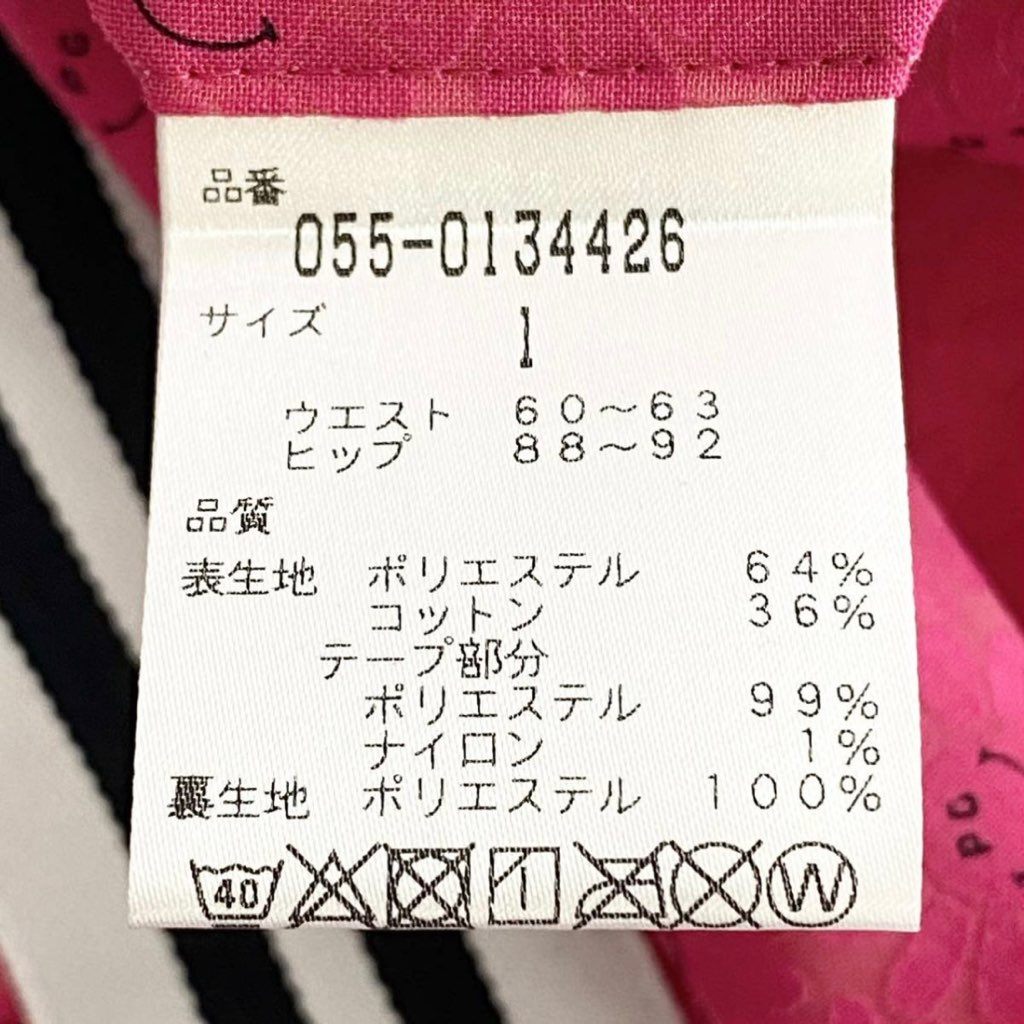 品番
055-0134426
サイズ 1
ウエスト 60～63
ヒップ 88～92
品質
表生地 ポリエステル 64%
コットン 36%
テープ部分
ポリエステル 99%
ナイロン 1%
裏生地 ポリエステル 100%
40 W